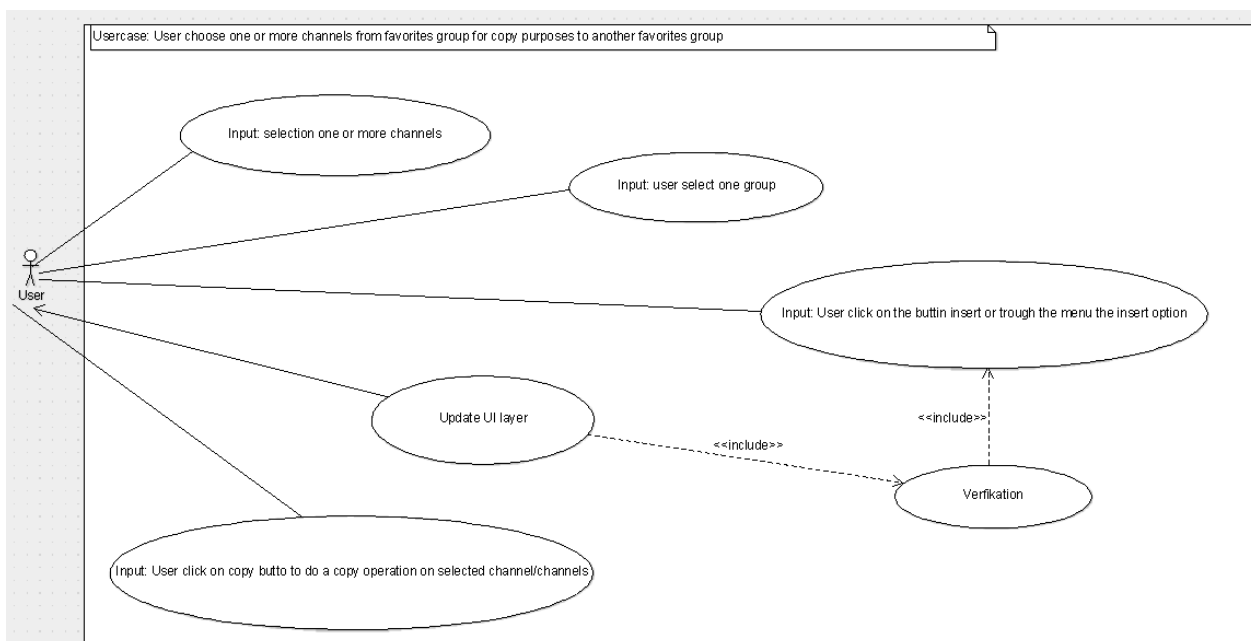 Usercase: User choose one or more channels from favorites group for copy purposes to another favorites group
Input: selection one or more channels
Input: user select one group
User
Input: User click on the buttin insert or trough the menu the insert option
Update UI layer
<<include>>
<<include>>
Verfikation
Input: User click on copy butto to do a copy operation on selected channel/channels